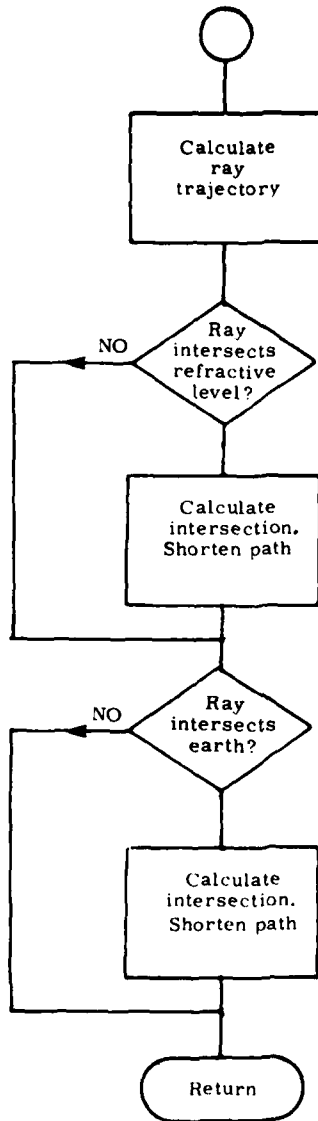 Calculate
ray
trajectory
NO
Ray
intersects
refractive
level?
Calculate
intersection.
Shorten path
NO
Ray
intersects
earth?
Calculate
intersection.
Shorten path
Return